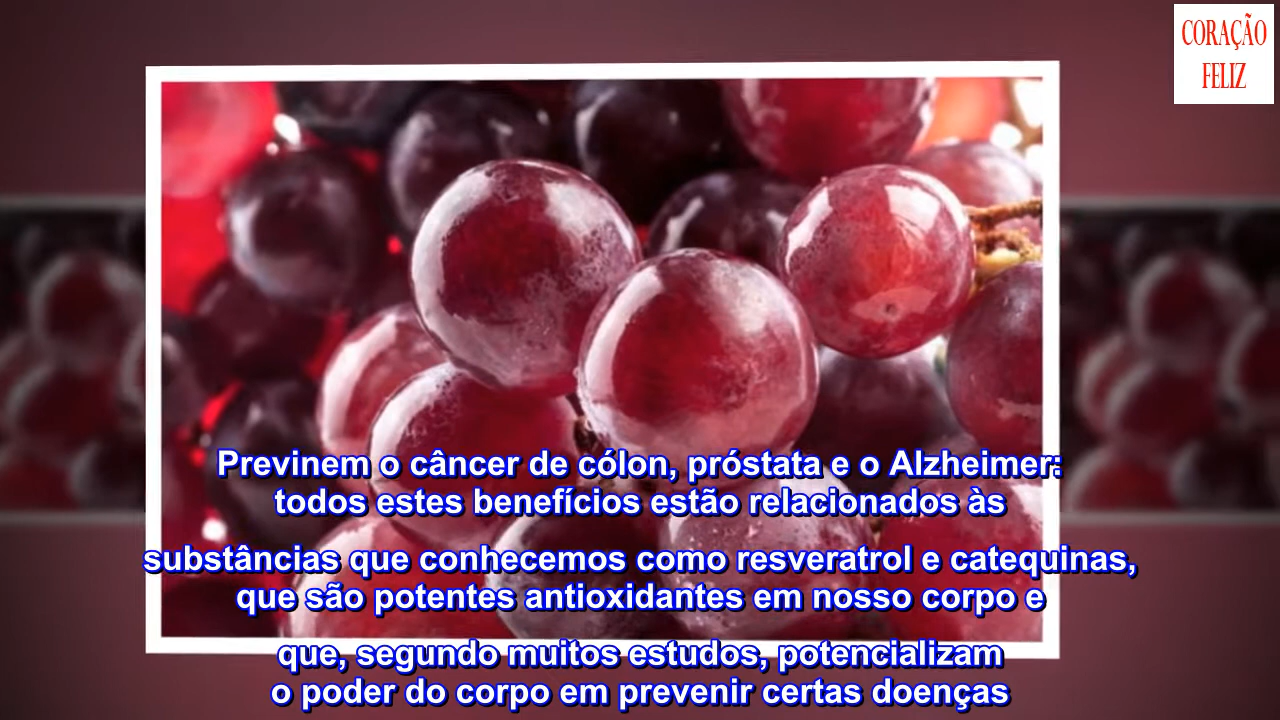 CORAÇÃO
FELIZ
Previnem o câncer de cólon, próstata e o Alzheimer:
todos estes benefícios estão relacionados às
substâncias que conhecemos como resveratrol e catequinas,
que são potentes antioxidantes em nosso corpo e
que, segundo muitos estudos, potencializam
o poder do corpo em prevenir certas doenças